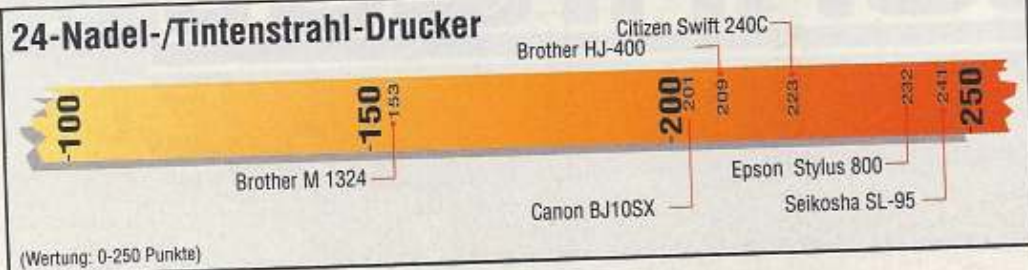 24-Nadel-/Tintenstrahl-Drucker
Citizen Swift 240C
Brother HJ-400
-100
-150
153
-200
201
209
223
232
241
-250
Brother M 1324
Canon BJ10SX
Epson Stylus 800
Seikosha SL-95
(Wertung: 0-250 Punkte)